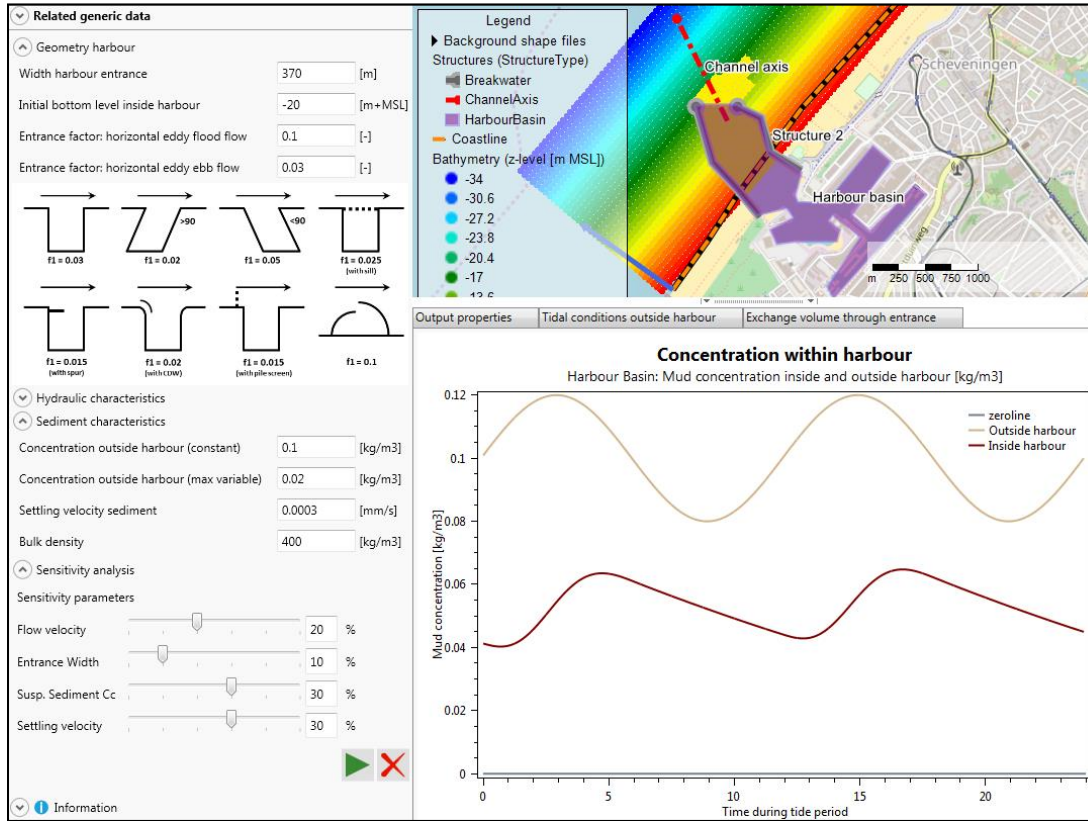 Related generic data
Geometry harbour
Width harbour entrance 370 [m]
Initial bottom level inside harbour -20 [m+MSL]
Entrance factor: horizontal eddy flood flow 0.1 [-]
Entrance factor: horizontal eddy ebb flow 0.03 [-]
>90 <90
f1 = 0.03 f1 = 0.02 f1 = 0.05 f1 = 0.025
(with sill)
f1 = 0.015 f1 = 0.02 f1 = 0.015 f1 = 0.1
(with spur) (with CDW) (with pile screen)
Hydraulic characteristics
Sediment characteristics
Concentration outside harbour (constant) 0.1 [kg/m3]
Concentration outside harbour (max variable) 0.02 [kg/m3]
Settling velocity sediment 0.0003 [mm/s]
Bulk density 400 [kg/m3]
Sensitivity analysis
Sensitivity parameters
Flow velocity 20 %
Entrance Width 10 %
Susp. Sediment Cc 30 %
Settling velocity 30 %
Information
Legend
Background shape files
Structures (StructureType)
Breakwater
ChannelAxis
HarbourBasin
Coastline
Bathymetry (z-level [m MSL])
-34
-30.6
-27.2
-23.8
-20.4
-17
-13.6
Channel axis
Scheveningen
Structure 2
Harbour basin
m 250 500 750 1000
Output properties Tidal conditions outside harbour Exchange volume through entrance
Concentration within harbour
Harbour Basin: Mud concentration inside and outside harbour [kg/m3]
zeroline
Outside harbour
Inside harbour
Mud concentration [kg/m3]
0.12
0.1
0.08
0.06
0.04
0.02
0
0 5 10 15 20
Time during tide period